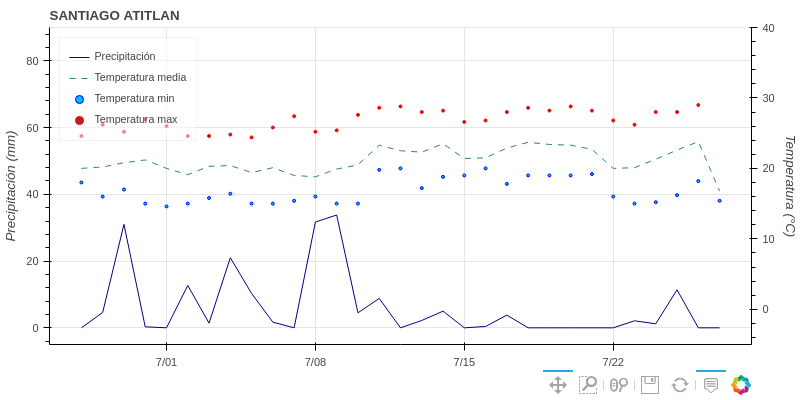 SANTIAGO ATITLAN
Precipitación
Temperatura media
Temperatura min
Temperatura max
Precipitación (mm)
80
60
40
20
0
Temperatura (°C)
40
30
20
10
0
7/01
7/08
7/15
7/22